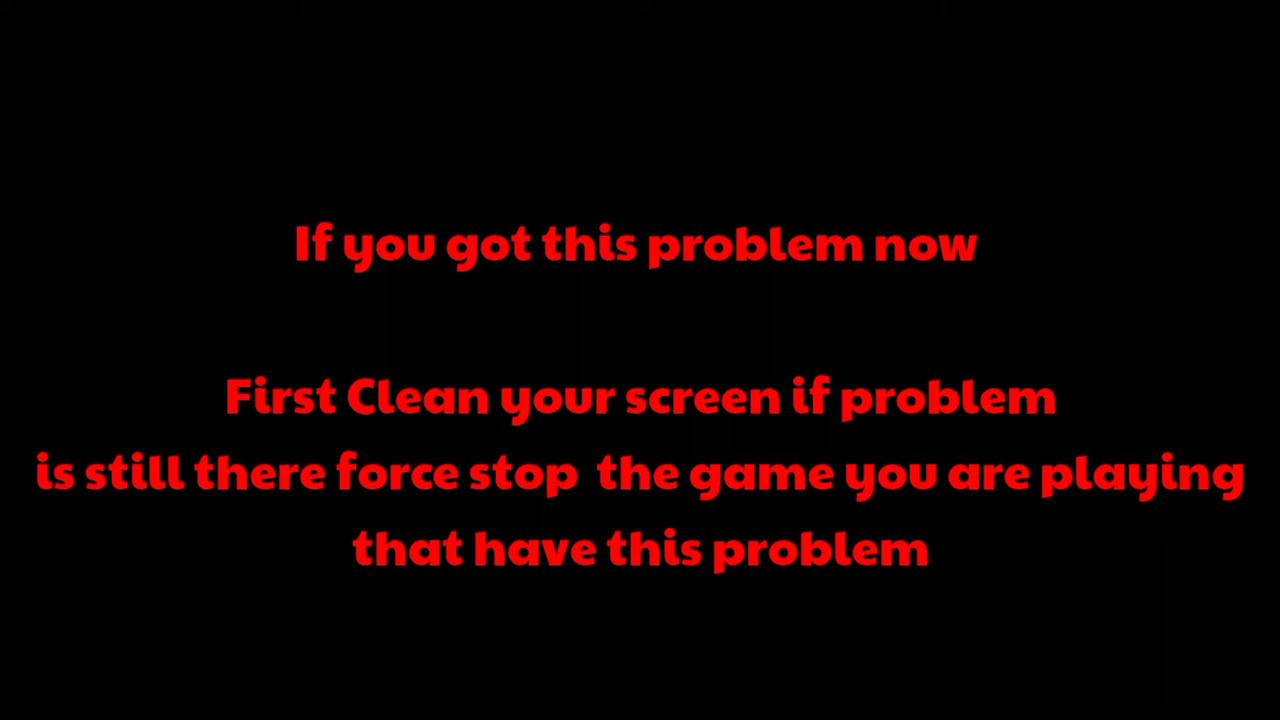 If you got this problem now
First Clean your screen if problem
is still there force stop  the game you are playing
that have this problem